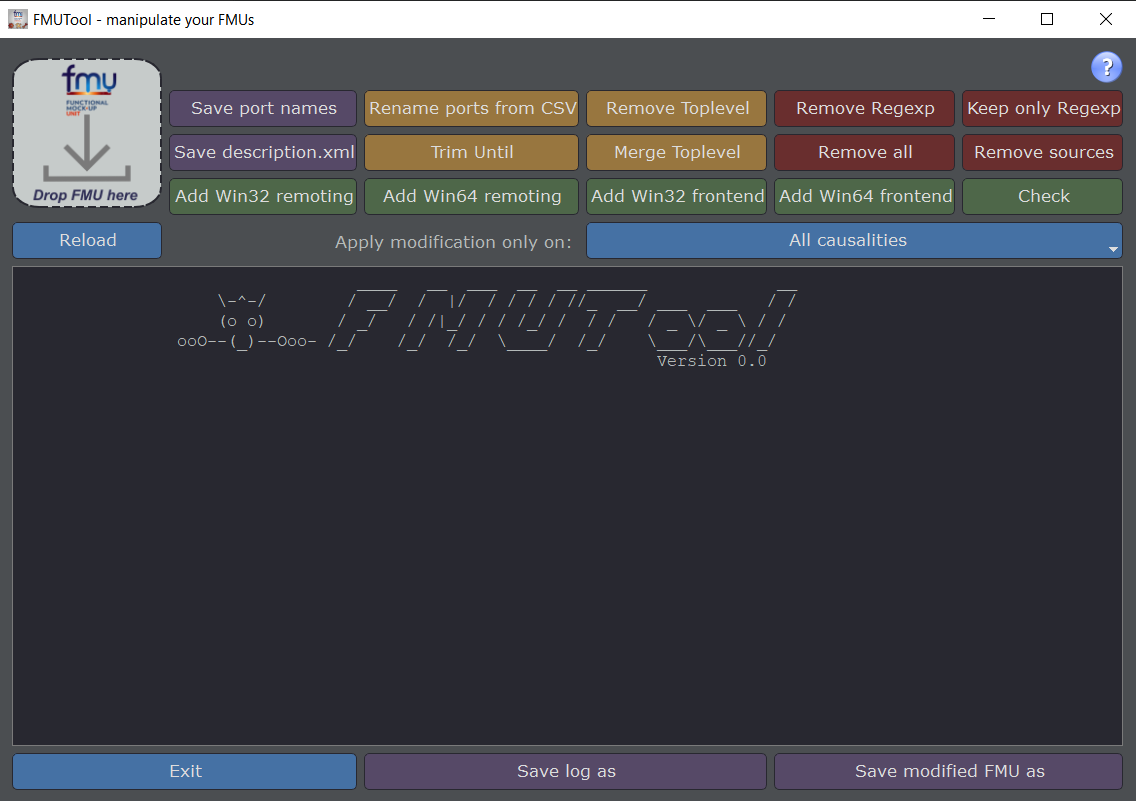 FMUTool - manipulate your FMUs
fmu
FUNCTIONAL
MOCK-UP
UNIT
Drop FMU here
?
Save port names
Rename ports from CSV
Remove Toplevel
Remove Regexp
Keep only Regexp
Save description.xml
Trim Until
Merge Toplevel
Remove all
Remove sources
Add Win32 remoting
Add Win64 remoting
Add Win32 frontend
Add Win64 frontend
Check
Reload
Apply modification only on:
All causalities
FMUTool
Version 0.0
Exit
Save log as
Save modified FMU as